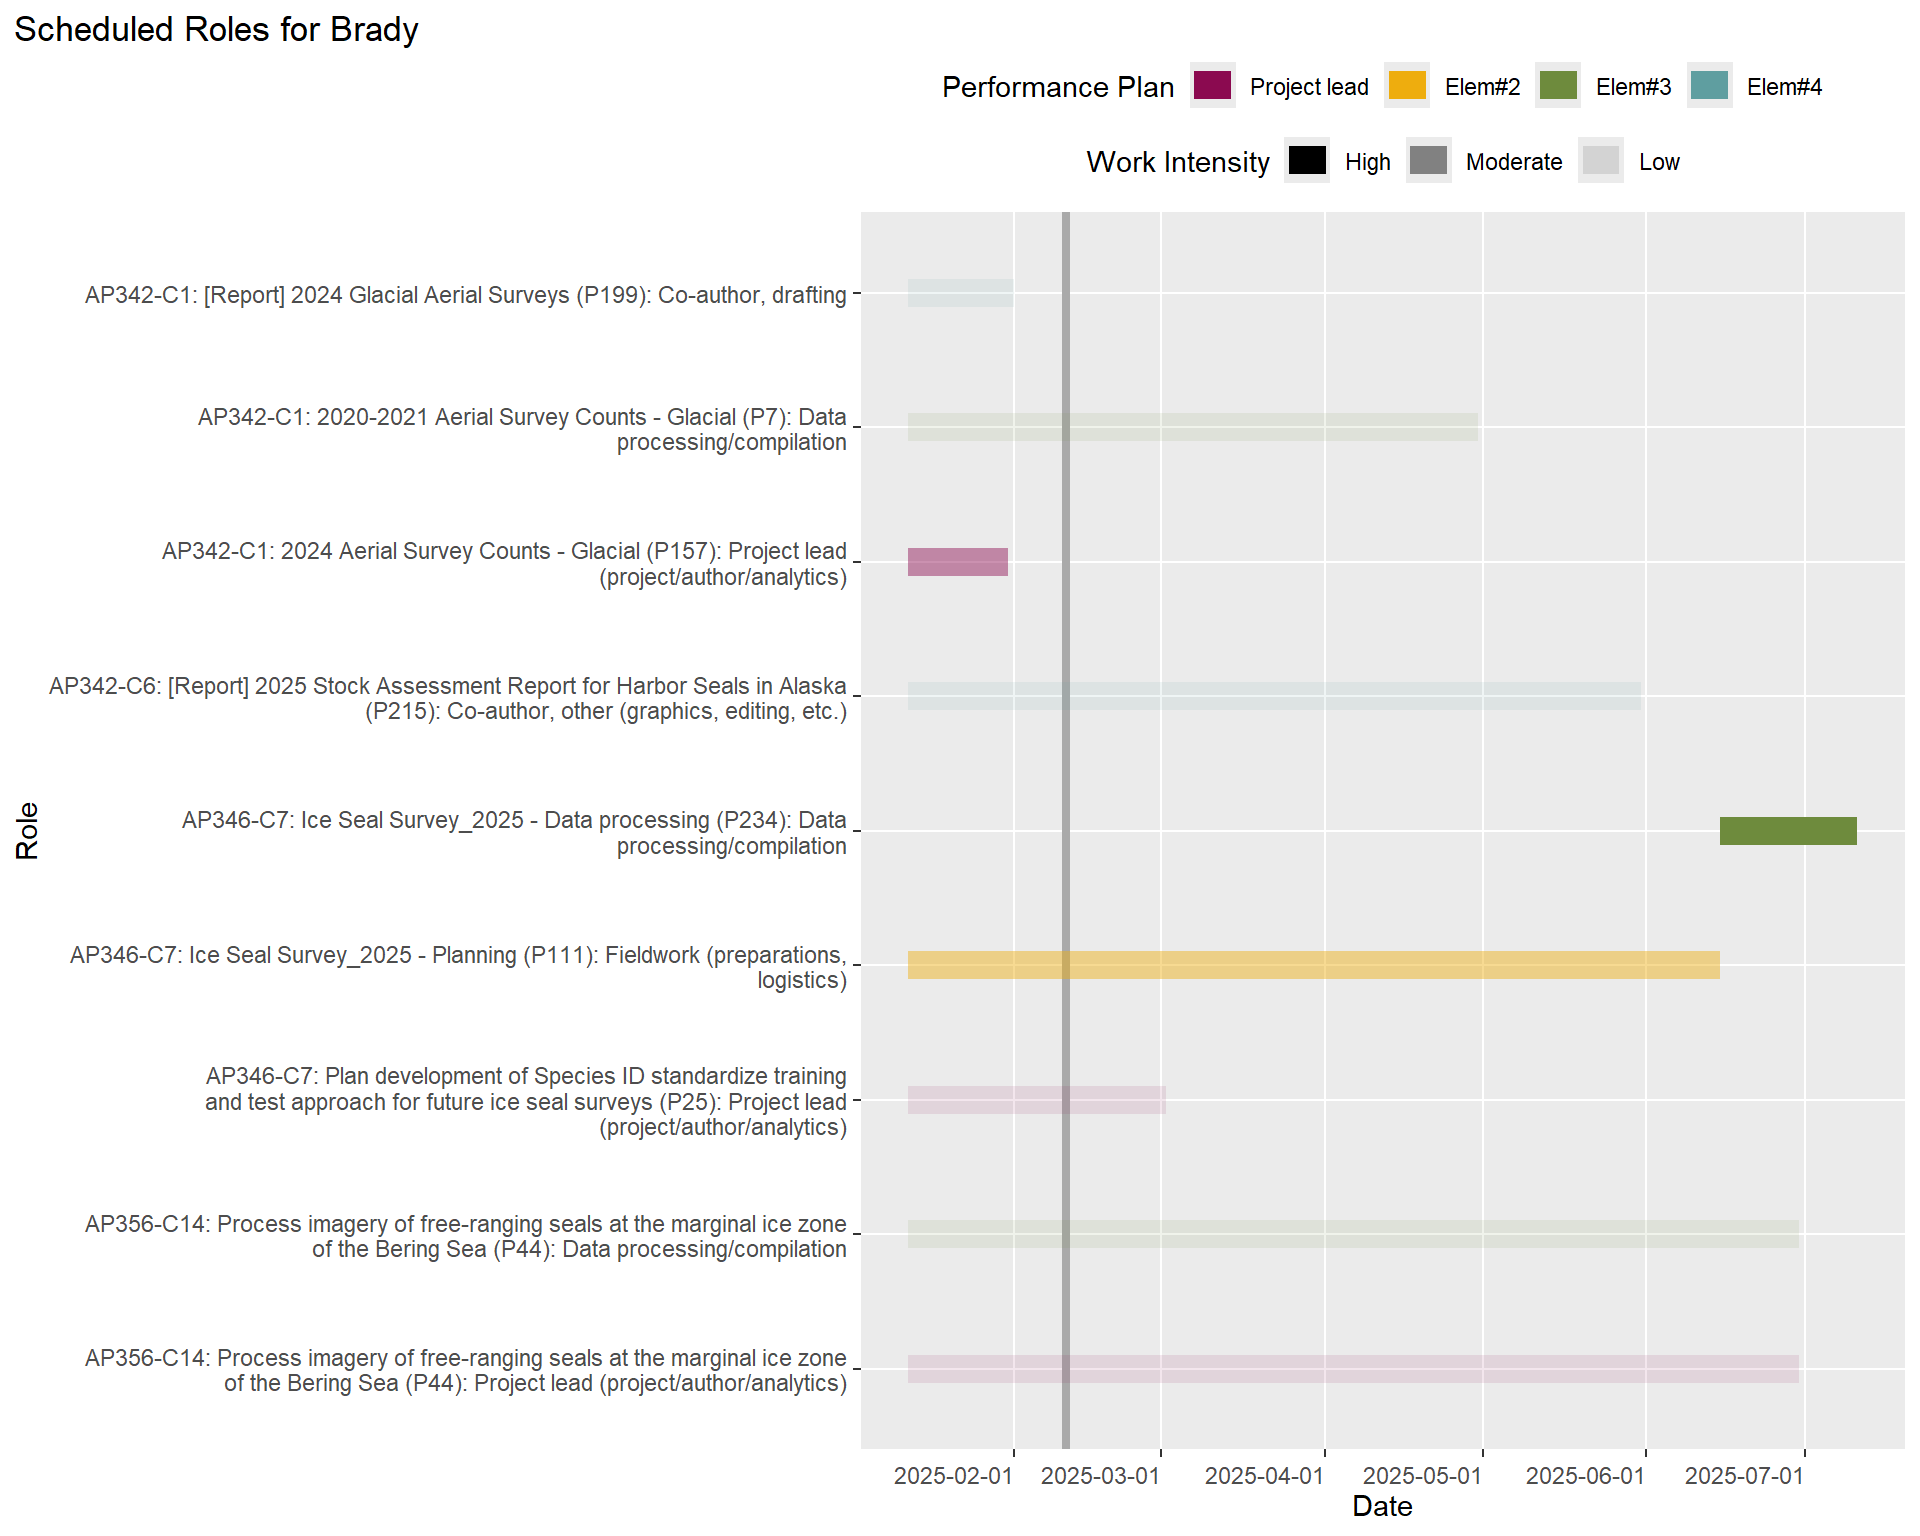 Scheduled Roles for Brady
Performance Plan Project lead Elem#2 Elem#3 Elem#4
Work Intensity High Moderate Low
AP342-C1: [Report] 2024 Glacial Aerial Surveys (P199): Co-author, drafting
AP342-C1: 2020-2021 Aerial Survey Counts - Glacial (P7): Data
processing/compilation
AP342-C1: 2024 Aerial Survey Counts - Glacial (P157): Project lead
(project/author/analytics)
AP342-C6: [Report] 2025 Stock Assessment Report for Harbor Seals in Alaska
(P215): Co-author, other (graphics, editing, etc.)
AP346-C7: Ice Seal Survey_2025 - Data processing (P234): Data
processing/compilation
AP346-C7: Ice Seal Survey_2025 - Planning (P111): Fieldwork (preparations,
logistics)
AP346-C7: Plan development of Species ID standardize training
and test approach for future ice seal surveys (P25): Project lead
(project/author/analytics)
AP356-C14: Process imagery of free-ranging seals at the marginal ice zone
of the Bering Sea (P44): Data processing/compilation
AP356-C14: Process imagery of free-ranging seals at the marginal ice zone
of the Bering Sea (P44): Project lead (project/author/analytics)
Role
2025-02-01 2025-03-01 2025-04-01 2025-05-01 2025-06-01 2025-07-01
Date